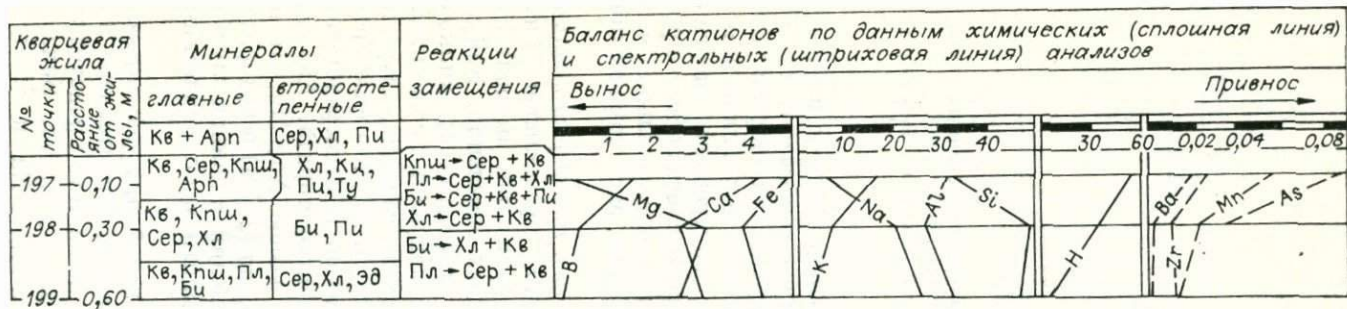 Кварцевая жила
Минералы
Реакции замещения
Баланс катионов по данным химических (сплошная линия)
и спектральных (штриховая линия) анализов
№ точки
Расстояние от жилы, м
главные
второстепенные
Вынос
Привнос
Кв + Арп
Сер, Хл, Пи
1 2 3 4
10 20 30 40
30 60
0,02 0,04 0,08
197
0,10
Кв, Сер, Кпш,
Арп
Хл, Кц,
Пи, Ту
Кпш→Сер + Кв
Пл→Сер+Кв+Хл
Би→Сер+Кв+Пи
Хл→Сер + Кв
198
0,30
Кв, Кпш,
Сер, Хл
Би, Пи
Би→Хл + Кв
Пл→Сер + Кв
199
0,60
Кв, Кпш, Пл,
Би
Сер, Хл, Эд
B
Mg
Ca
Fe
K
Na
Al
Si
H
Ba
Zr
Mn
As